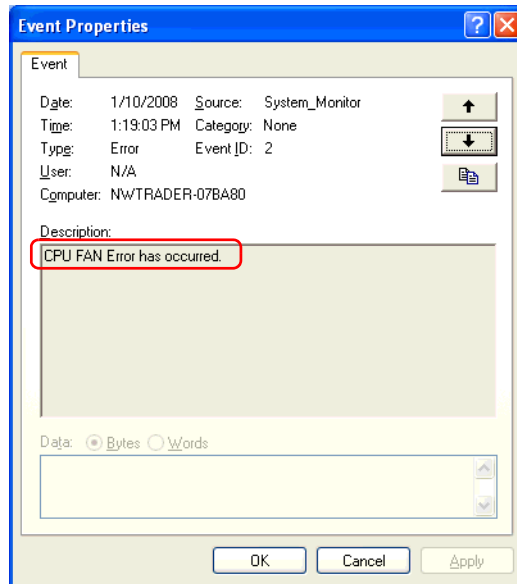 Event Properties
Event
Date: 1/10/2008 Source: System_Monitor
Time: 1:19:03 PM Category: None
Type: Error Event ID: 2
User: N/A
Computer: NWTRADER-07BA80
Description:
CPU FAN Error has occurred.
Data: Bytes Words
OK Cancel Apply